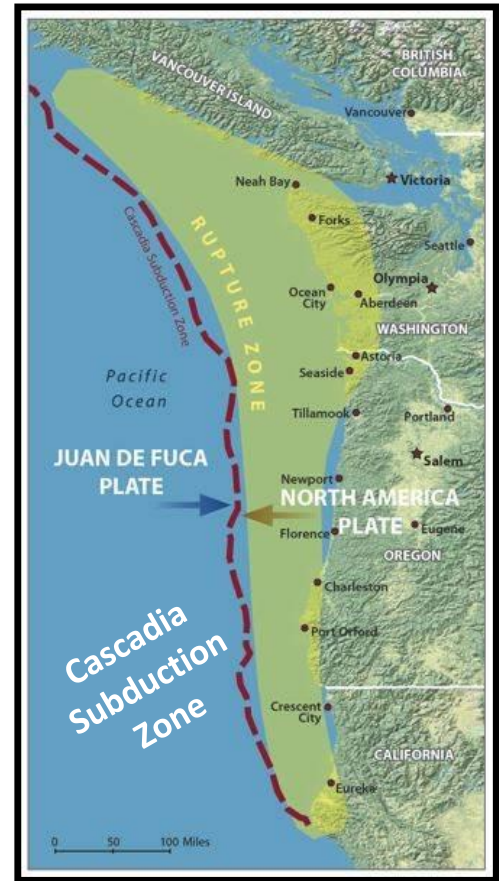 BRITISH
COLUMBIA
VANCOUVER ISLAND
Vancouver
Victoria
Neah Bay
Forks
Seattle
Olympia
Ocean
City
Aberdeen
WASHINGTON
Cascadia Subduction Zone
RUPTURE ZONE
Astoria
Seaside
Pacific
Ocean
Tillamook
Portland
JUAN DE FUCA
PLATE
Salem
Newport
NORTH AMERICA
PLATE
Florence
Eugene
OREGON
Charleston
Port Orford
Cascadia
Subduction
Zone
Crescent
City
CALIFORNIA
Eureka
0 50 100 Miles